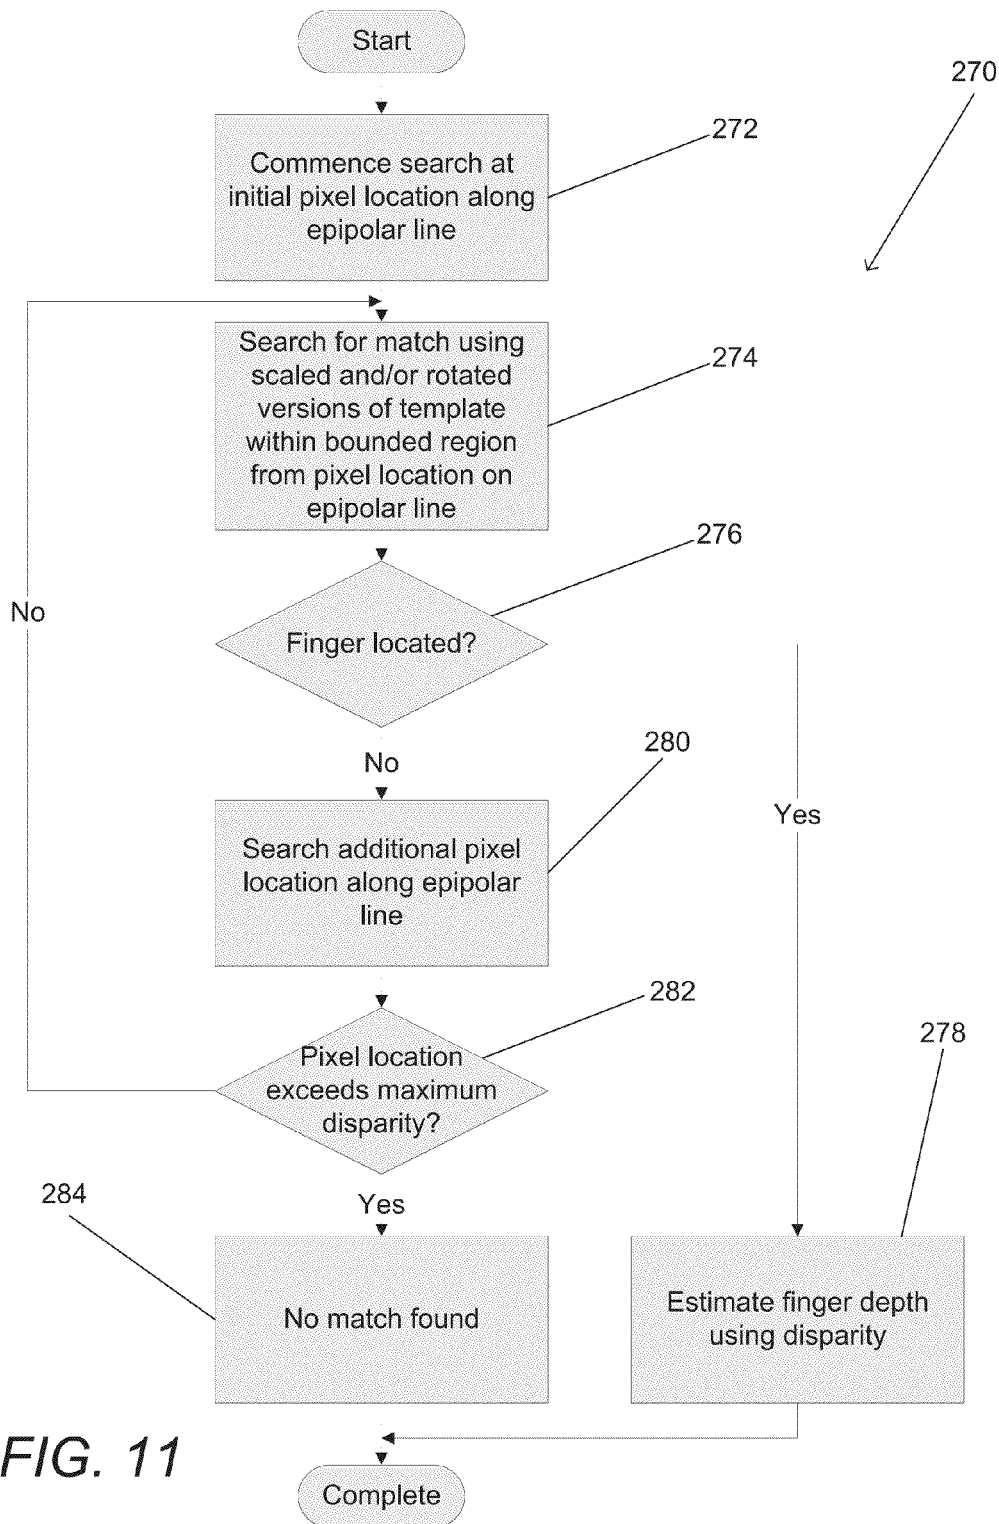 Start
270
272
Commence search at
initial pixel location along
epipolar line
Search for match using
scaled and/or rotated
versions of template
within bounded region
from pixel location on
epipolar line
274
276
No
Finger located?
No
280
Yes
Search additional pixel
location along epipolar
line
282
278
Pixel location
exceeds maximum
disparity?
284
Yes
No match found
Estimate finger depth
using disparity
FIG. 11
Complete